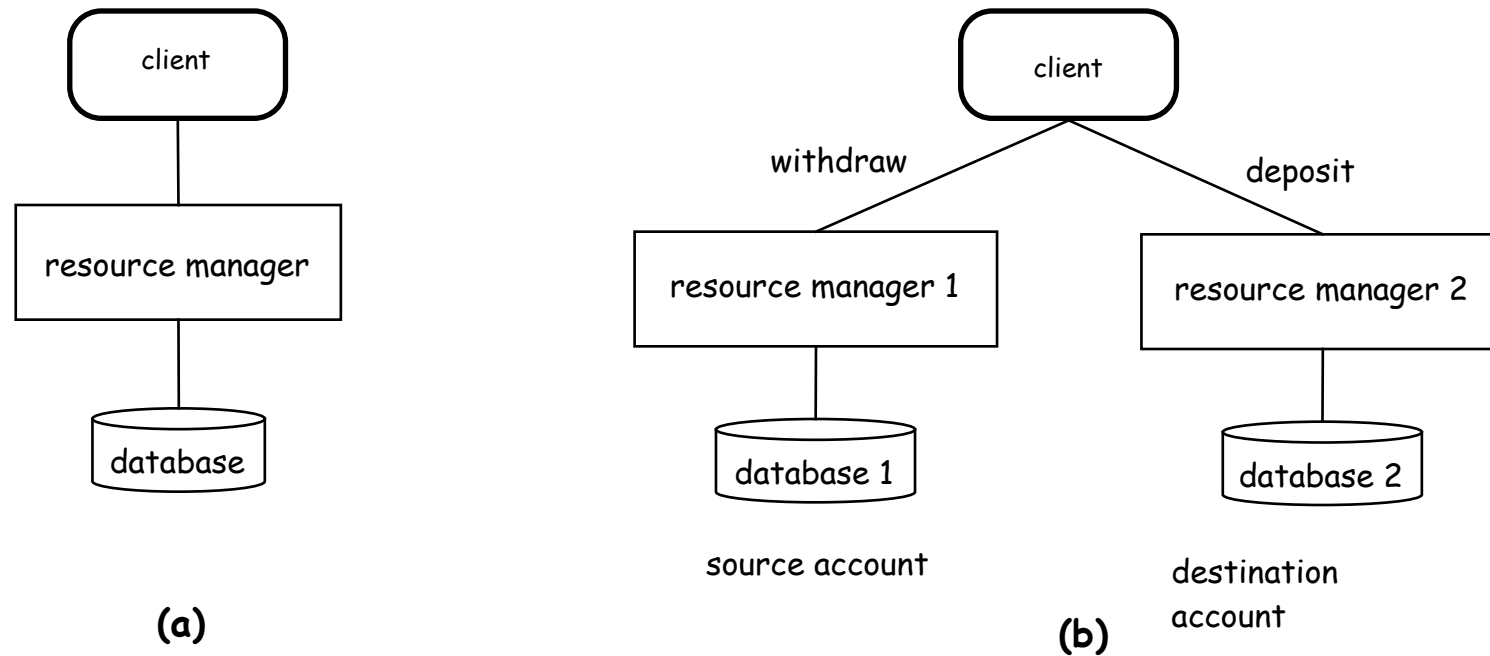 client
resource manager
database
(a)
client
withdraw
deposit
resource manager 1
resource manager 2
database 1
database 2
source account
destination
account
(b)